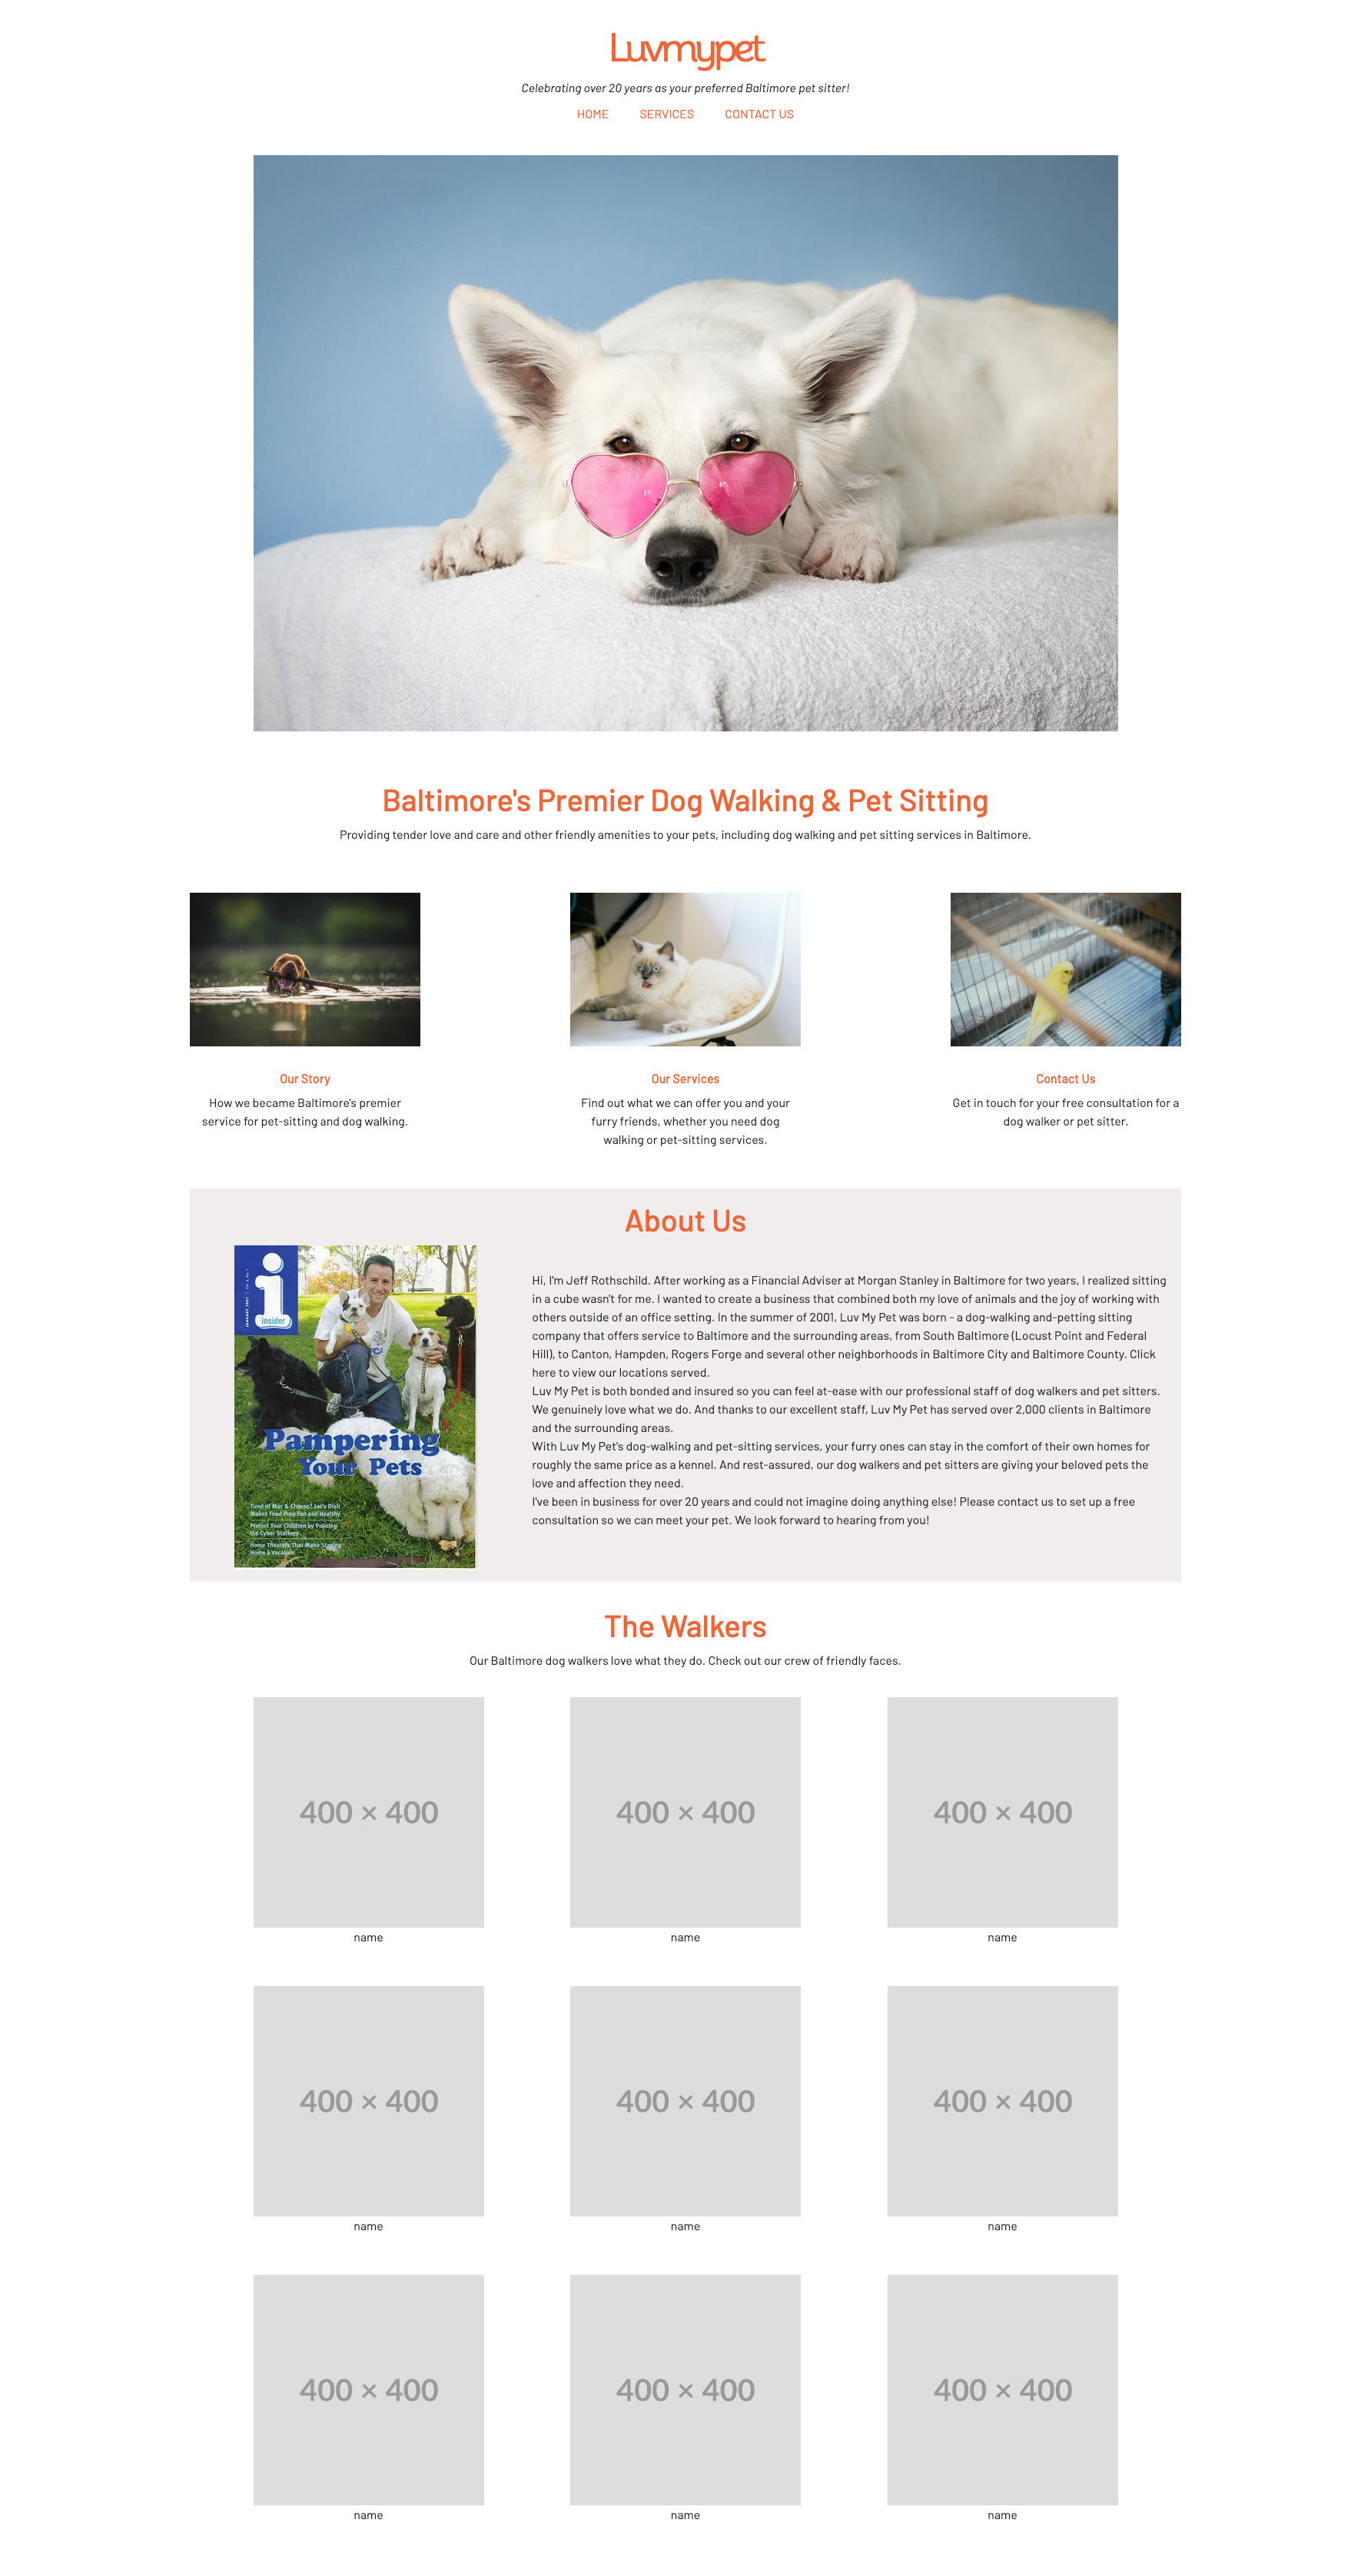 Luvmypet
Celebrating over 20 years as your preferred Baltimore pet sitter!
HOME SERVICES CONTACT US
Baltimore's Premier Dog Walking & Pet Sitting
Providing tender love and care and other friendly amenities to your pets, including dog walking and pet sitting services in Baltimore.
Our Story
How we became Baltimore's premier
service for pet-sitting and dog walking.
Our Services
Find out what we can offer you and your
furry friends, whether you need dog
walking or pet-sitting services.
Contact Us
Get in touch for your free consultation for a
dog walker or pet sitter.
About Us
i
insider
JANUARY 2007
Pampering
Your Pets
Tired of Mac & Cheese? Let's Dish
Makes Food Prep Fun and Healthy
Protect Your Children by Policing
the Cyber Stalkers
Home Theaters That Make Staying
Home a Vacation
Hi, I'm Jeff Rothschild. After working as a Financial Adviser at Morgan Stanley in Baltimore for two years, I realized sitting
in a cube wasn't for me. I wanted to create a business that combined both my love of animals and the joy of working with
others outside of an office setting. In the summer of 2001, Luv My Pet was born - a dog-walking and-petting sitting
company that offers service to Baltimore and the surrounding areas, from South Baltimore (Locust Point and Federal
Hill), to Canton, Hampden, Rogers Forge and several other neighborhoods in Baltimore City and Baltimore County. Click
here to view our locations served.
Luv My Pet is both bonded and insured so you can feel at-ease with our professional staff of dog walkers and pet sitters.
We genuinely love what we do. And thanks to our excellent staff, Luv My Pet has served over 2,000 clients in Baltimore
and the surrounding areas.
With Luv My Pet's dog-walking and pet-sitting services, your furry ones can stay in the comfort of their own homes for
roughly the same price as a kennel. And rest-assured, our dog walkers and pet sitters are giving your beloved pets the
love and affection they need.
I've been in business for over 20 years and could not imagine doing anything else! Please contact us to set up a free
consultation so we can meet your pet. We look forward to hearing from you!
The Walkers
Our Baltimore dog walkers love what they do. Check out our crew of friendly faces.
400 × 400 400 × 400 400 × 400
name name name
400 × 400 400 × 400 400 × 400
name name name
400 × 400 400 × 400 400 × 400
name name name